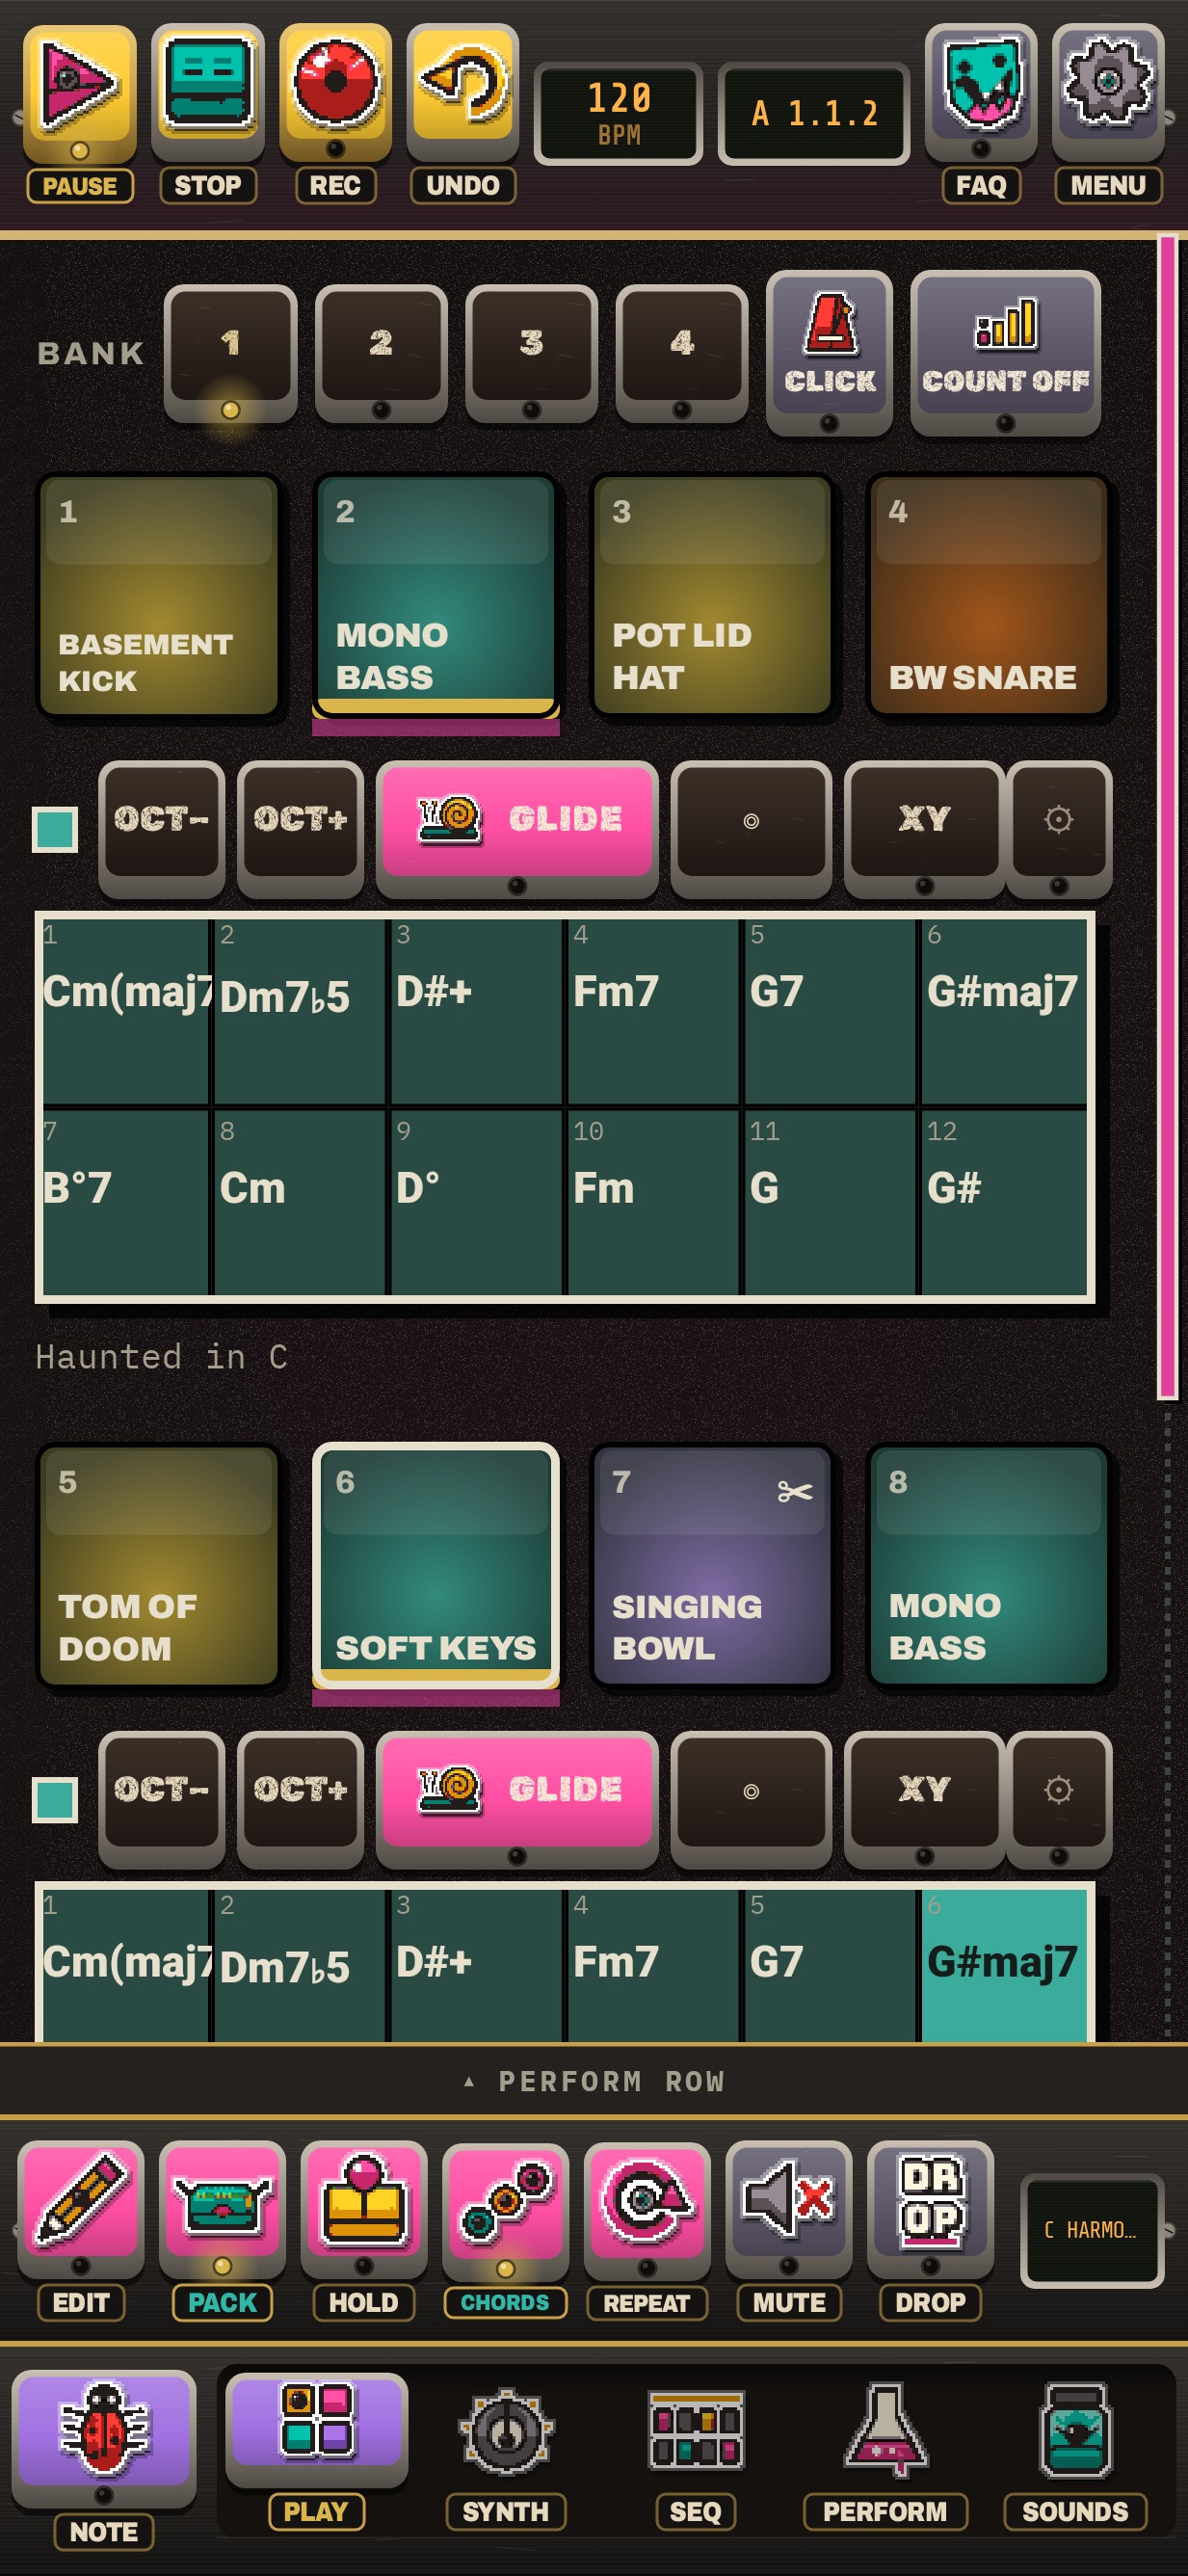 120
BPM
A 1.1.2
PAUSE STOP REC UNDO FAQ MENU
BANK 1 2 3 4 CLICK COUNT OFF
1 2 3 4
BASEMENT KICK
MONO BASS
POT LID HAT
BW SNARE
OCT- OCT+ GLIDE XY
1 2 3 4 5 6
Cm(maj7 Dm7♭5 D#+ Fm7 G7 G#maj7
7 8 9 10 11 12
B°7 Cm D° Fm G G#
Haunted in C
5 6 7 8
TOM OF DOOM
SOFT KEYS
SINGING BOWL
MONO BASS
OCT- OCT+ GLIDE XY
1 2 3 4 5 6
Cm(maj7 Dm7♭5 D#+ Fm7 G7 G#maj7
▲ PERFORM ROW
DR
OP
C HARMO…
EDIT PACK HOLD CHORDS REPEAT MUTE DROP
NOTE PLAY SYNTH SEQ PERFORM SOUNDS